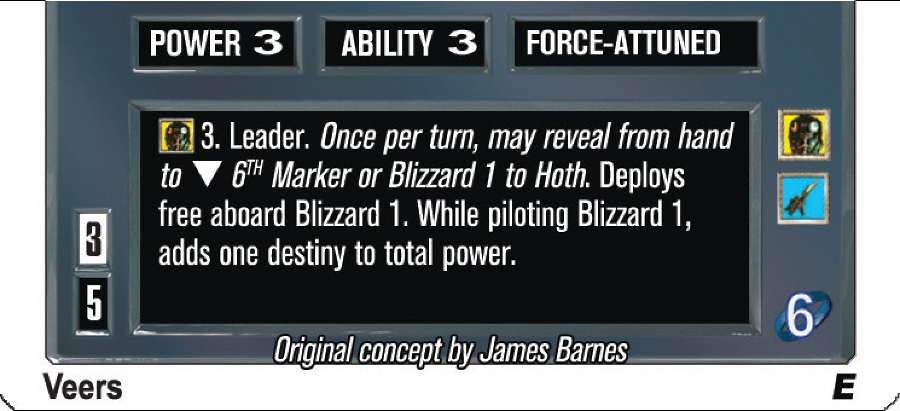 POWER 3 ABILITY 3 FORCE-ATTUNED
3. Leader. Once per turn, may reveal from hand
to ▼ 6TH Marker or Blizzard 1 to Hoth. Deploys
free aboard Blizzard 1. While piloting Blizzard 1,
adds one destiny to total power.
3
5
6
Original concept by James Barnes
Veers E